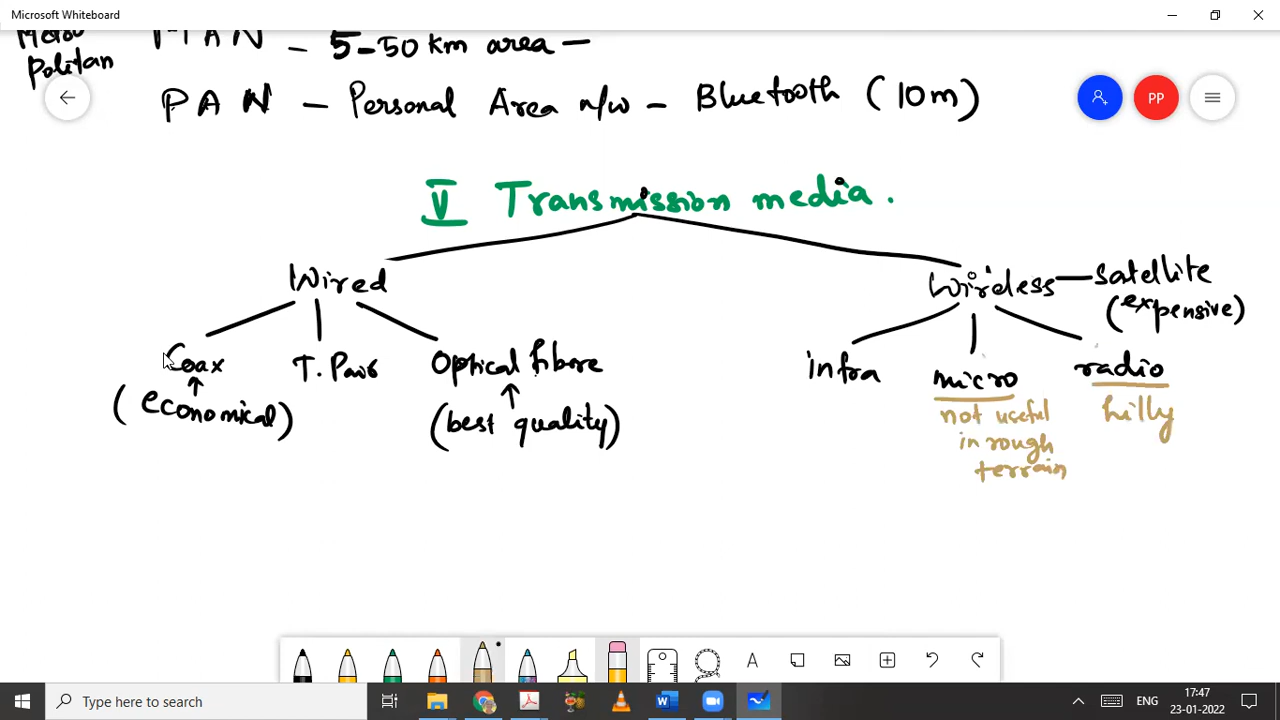 Microsoft Whiteboard
Metro
Politan
MAN - 5-50 km area -
PAN - Personal Area n/w - Bluetooth (10m)
PP
V Transmission media.
Wired
Wireless - satellite
(expensive)
Coax
T. Pair
Optical fibre
infra
micro
radio
(economical)
(best quality)
not useful
in rough
terrain
hilly
A
Type here to search
ENG
17:47
23-01-2022